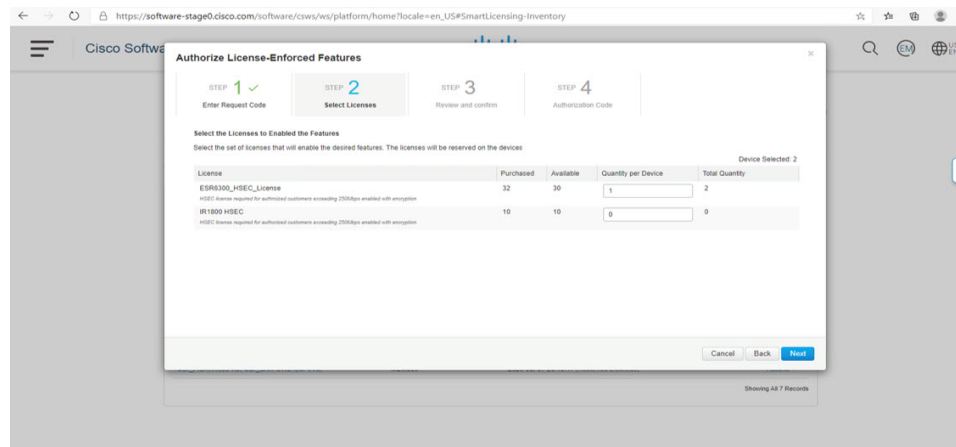 https://software-stage0.cisco.com/software/csws/ws/platform/home?locale=en_US#SmartLicensing-Inventory
Cisco Softwa
EM
Authorize License-Enforced Features
STEP 1
Enter Request Code
STEP 2
Select Licenses
STEP 3
Review and confirm
STEP 4
Authorization Code
Select the Licenses to Enabled the Features
Select the set of licenses that will enable the desired features. The licenses will be reserved on the devices
Device Selected: 2
License Purchased Available Quantity per Device Total Quantity
ESR6300_HSEC_License 32 30 1 2
HSEC license required for authorized customers exceeding 250Mbps enabled with encryption
IR1800 HSEC 10 10 0 0
HSEC license required for authorized customers exceeding 250Mbps enabled with encryption
Cancel Back Next
Showing All 7 Records